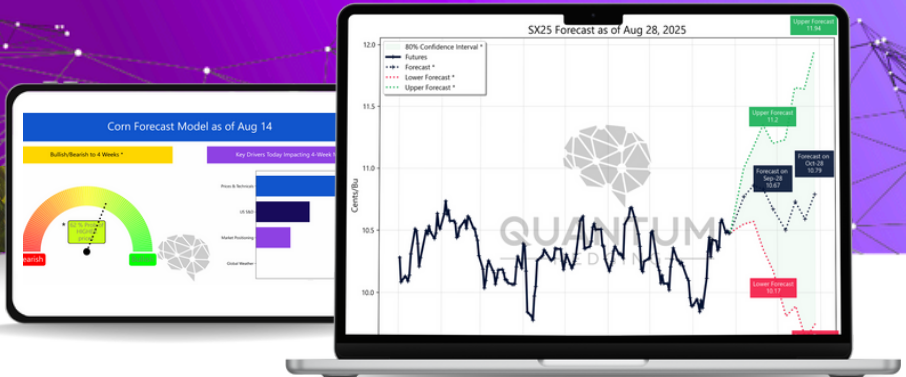 Corn Forecast Model as of Aug 14
Bullish/Bearish to 4 Weeks *
Key Drivers Today Impacting 4-Week
Prices & Technicals
US S&D
Market Positioning
Global Weather
earish
SX25 Forecast as of Aug 28, 2025
80% Confidence Interval *
Futures
Forecast *
Lower Forecast *
Upper Forecast *
Cents/Bu
12.0
11.5
11.0
10.5
10.0
Upper Forecast
11.94
Upper Forecast
11.2
Forecast on
Sep-28
10.67
Forecast on
Oct-28
10.79
Lower Forecast
10.17
QUANTUM
HEDGING